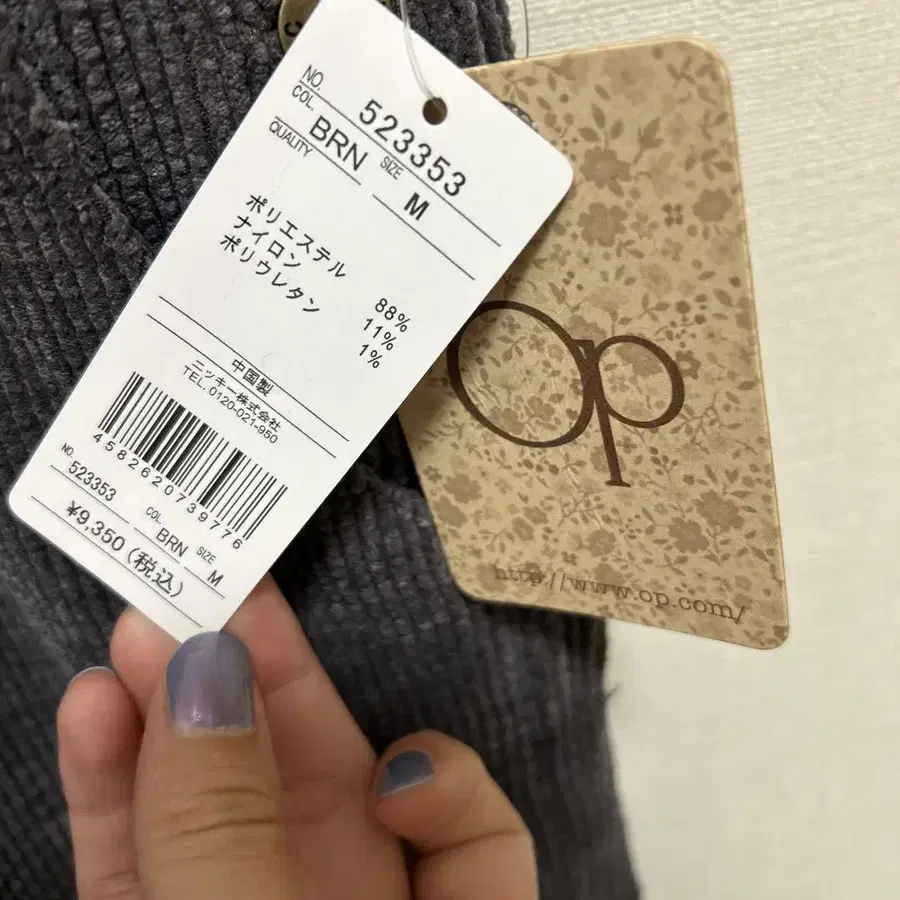 NO. 523353
COL. BRN SIZE M
QUALITY
ポリエステル 88%
ナイロン 11%
ポリウレタン 1%
中国製
ニッキー株式会社
TEL.0120-021-950
4582620739776
NO. 523353
COL. BRN SIZE M
¥9,350(税込)
op
http://www.op.com/